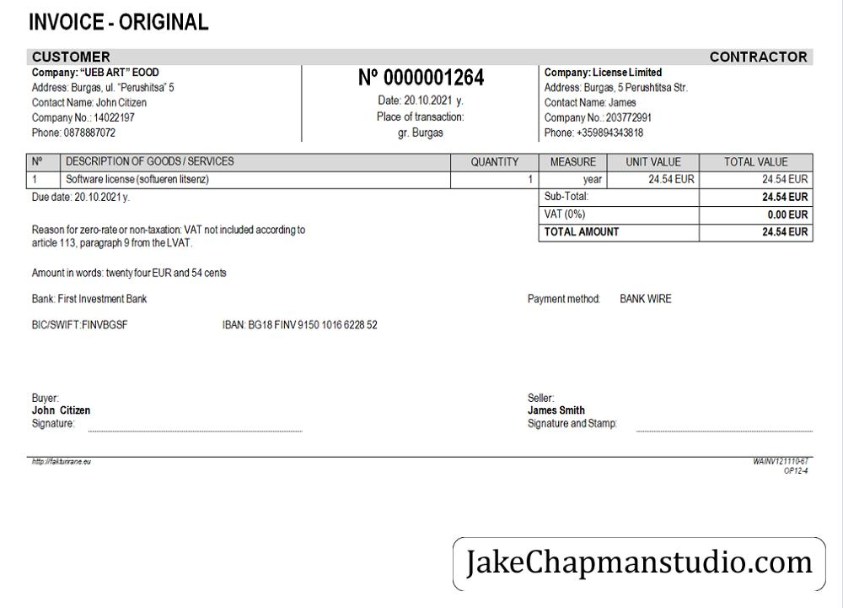 INVOICE - ORIGINAL
CUSTOMER CONTRACTOR
Company: "UEB ART" EOOD
Address: Burgas, ul. "Perushitsa" 5
Contact Name: John Citizen
Company No.: 14022197
Phone: 0878887072
Nº 0000001264
Date: 20.10.2021 y.
Place of transaction:
gr. Burgas
Company: License Limited
Address: Burgas, 5 Perushtitsa Str.
Contact Name: James
Company No.: 203772991
Phone: +359894343818
Nº DESCRIPTION OF GOODS / SERVICES QUANTITY MEASURE UNIT VALUE TOTAL VALUE
1 Software license (softueren litsenz) 1 year 24.54 EUR 24.54 EUR
Due date: 20.10.2021 y. Sub-Total: 24.54 EUR
VAT (0%) 0.00 EUR
TOTAL AMOUNT 24.54 EUR
Reason for zero-rate or non-taxation: VAT not included according to
article 113, paragraph 9 from the LVAT.
Amount in words: twenty four EUR and 54 cents
Bank: First Investment Bank Payment method: BANK WIRE
BIC/SWIFT:FINVBGSF IBAN: BG18 FINV 9150 1016 6228 52
Buyer: Seller:
John Citizen James Smith
Signature: Signature and Stamp:
http://fakturirane.eu WAINV121110-67
OP12-4
JakeChapmanstudio.com